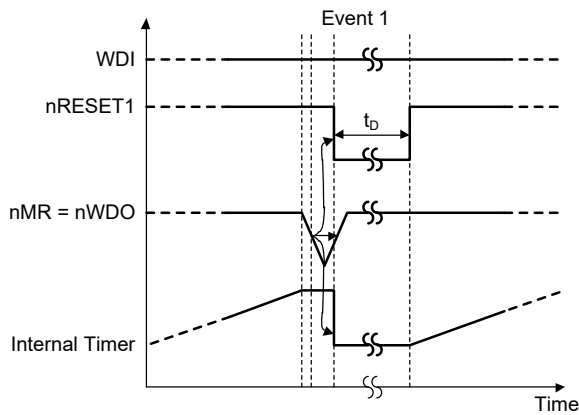 Event 1
WDI
nRESET1
tD
nMR = nWDO
Internal Timer
Time